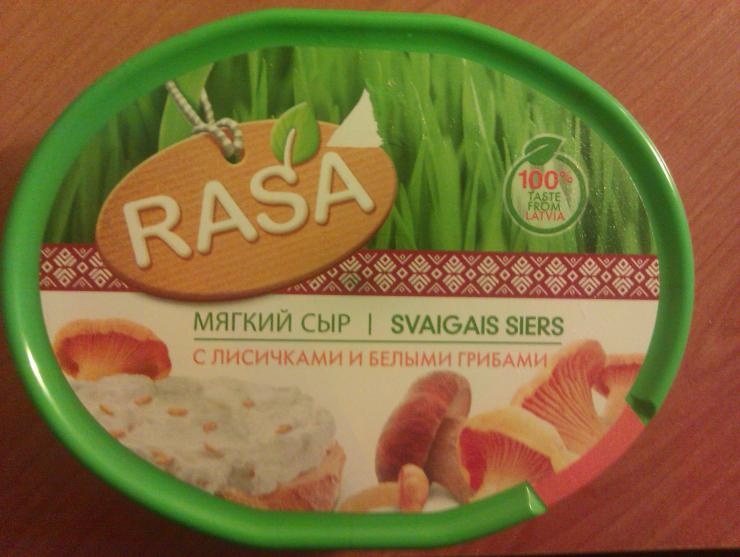 RASA
100%
TASTE
FROM
LATVIA
МЯГКИЙ СЫР | SVAIGAIS SIERS
С ЛИСИЧКАМИ И БЕЛЫМИ ГРИБАМИ